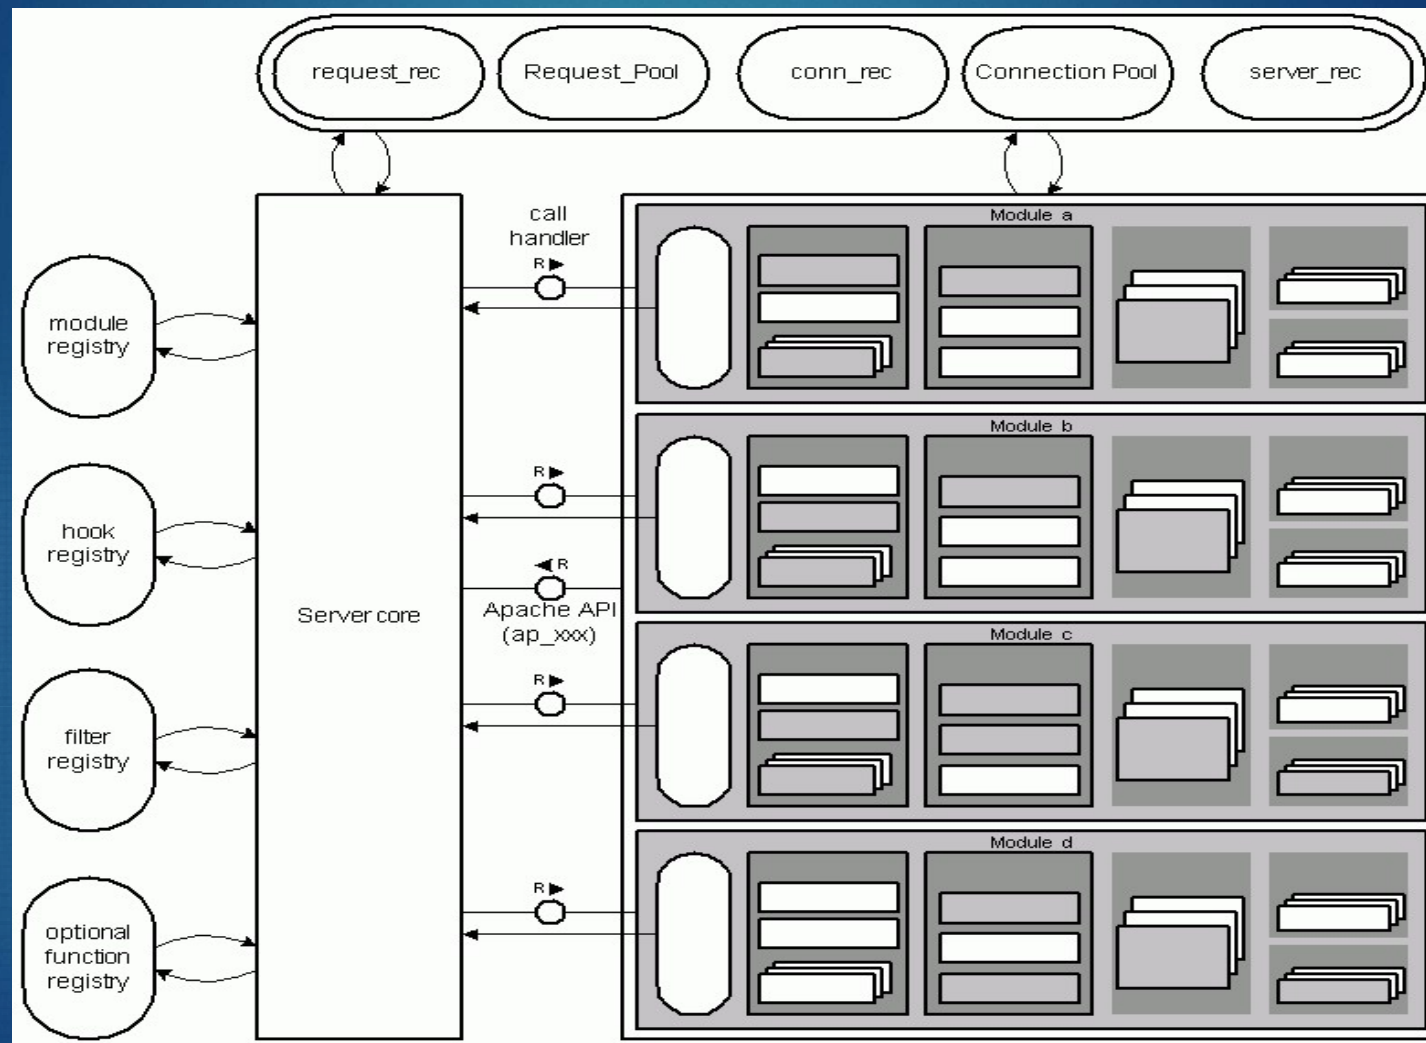 request_rec
Request_Pool
conn_rec
Connection Pool
server_rec
call
handler
R
Module a
module
registry
R
Module b
hook
registry
R
Server core
Apache API
(ap_xxx)
R
Module c
filter
registry
R
Module d
optional
function
registry